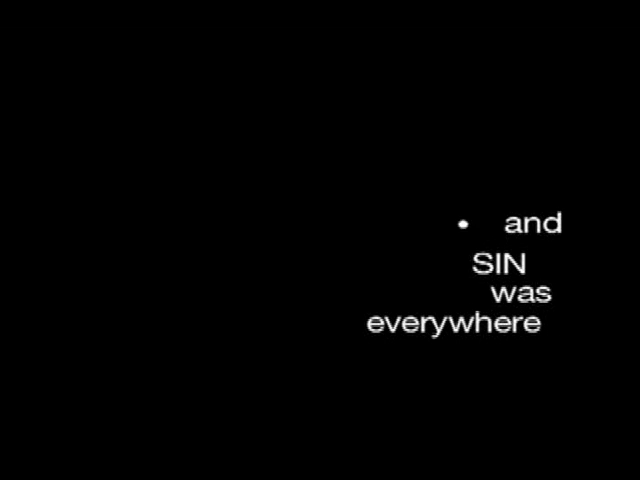 • and
SIN
was
everywhere